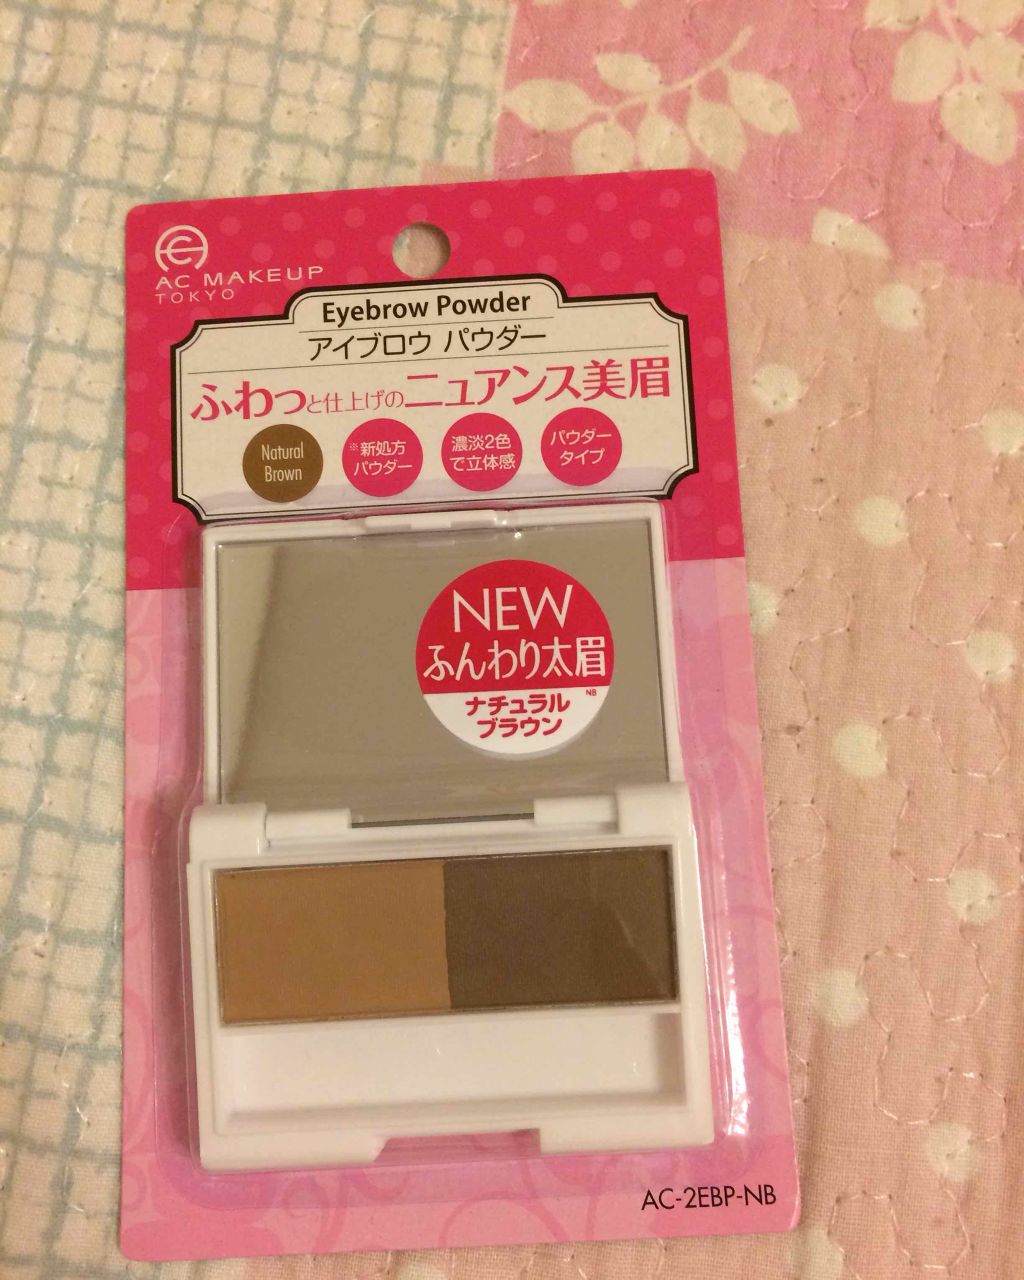 AC MAKEUP
TOKYO
Eyebrow Powder
アイブロウ パウダー
ふわっと仕上げのニュアンス美眉
Natural
Brown
※新処方
パウダー
濃淡2色
で立体感
パウダー
タイプ
NEW
ふんわり太眉
NB
ナチュラル
ブラウン
AC-2EBP-NB